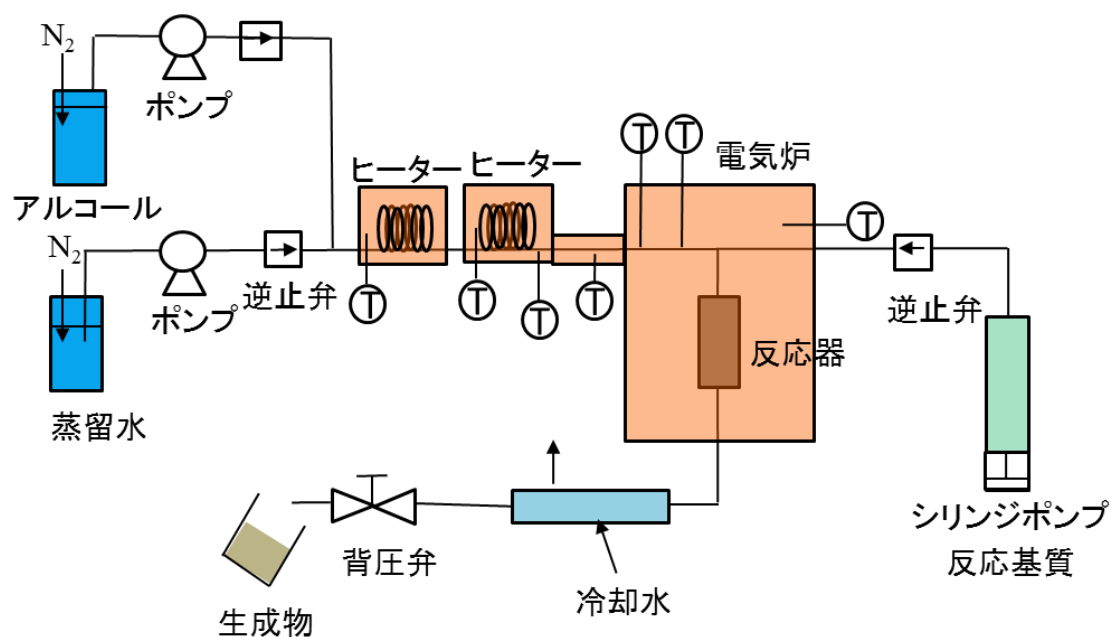 N2
ポンプ
アルコール
ヒーター
ヒーター
T
T
電気炉
T
N2
ポンプ
逆止弁
T
T
T
T
逆止弁
反応器
蒸留水
シリンジポンプ
反応基質
背圧弁
冷却水
生成物